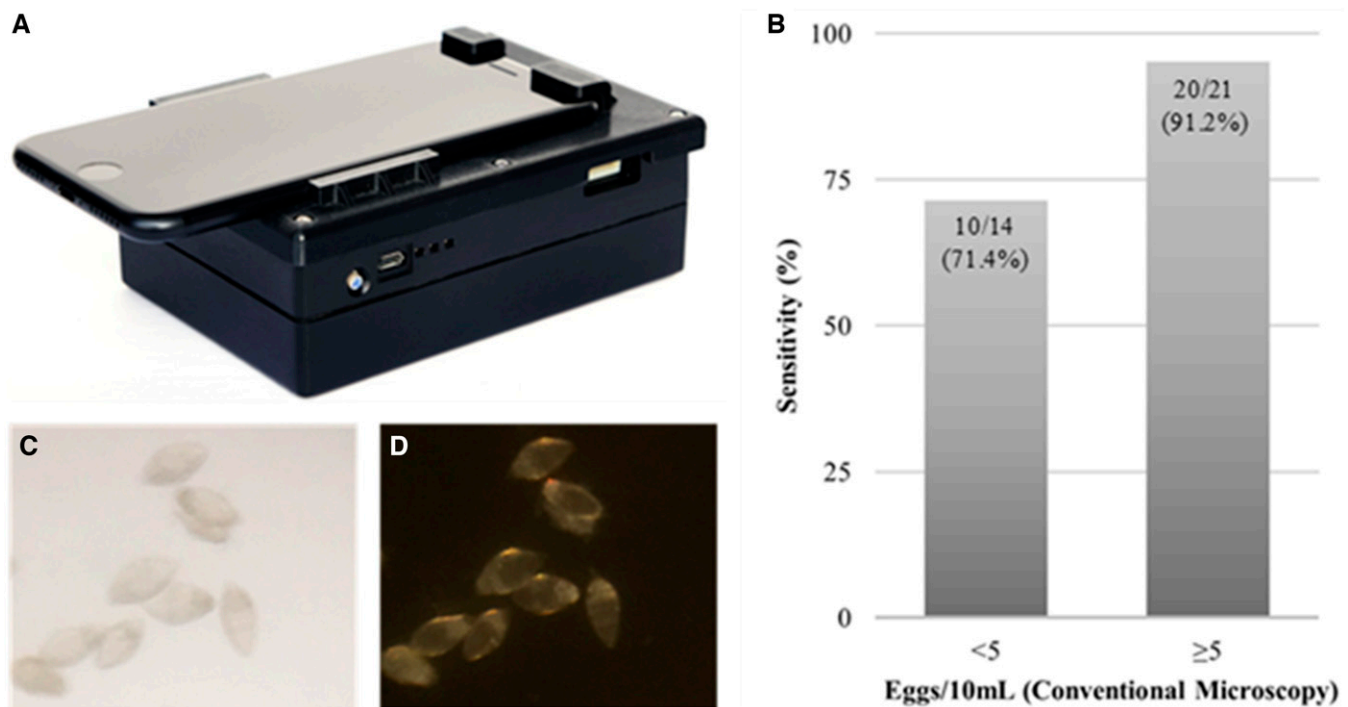 A
B
100
20/21
(91.2%)
75
10/14
(71.4%)
50
25
0
Sensitivity (%)
<5
≥5
Eggs/10mL (Conventional Microscopy)
C
D